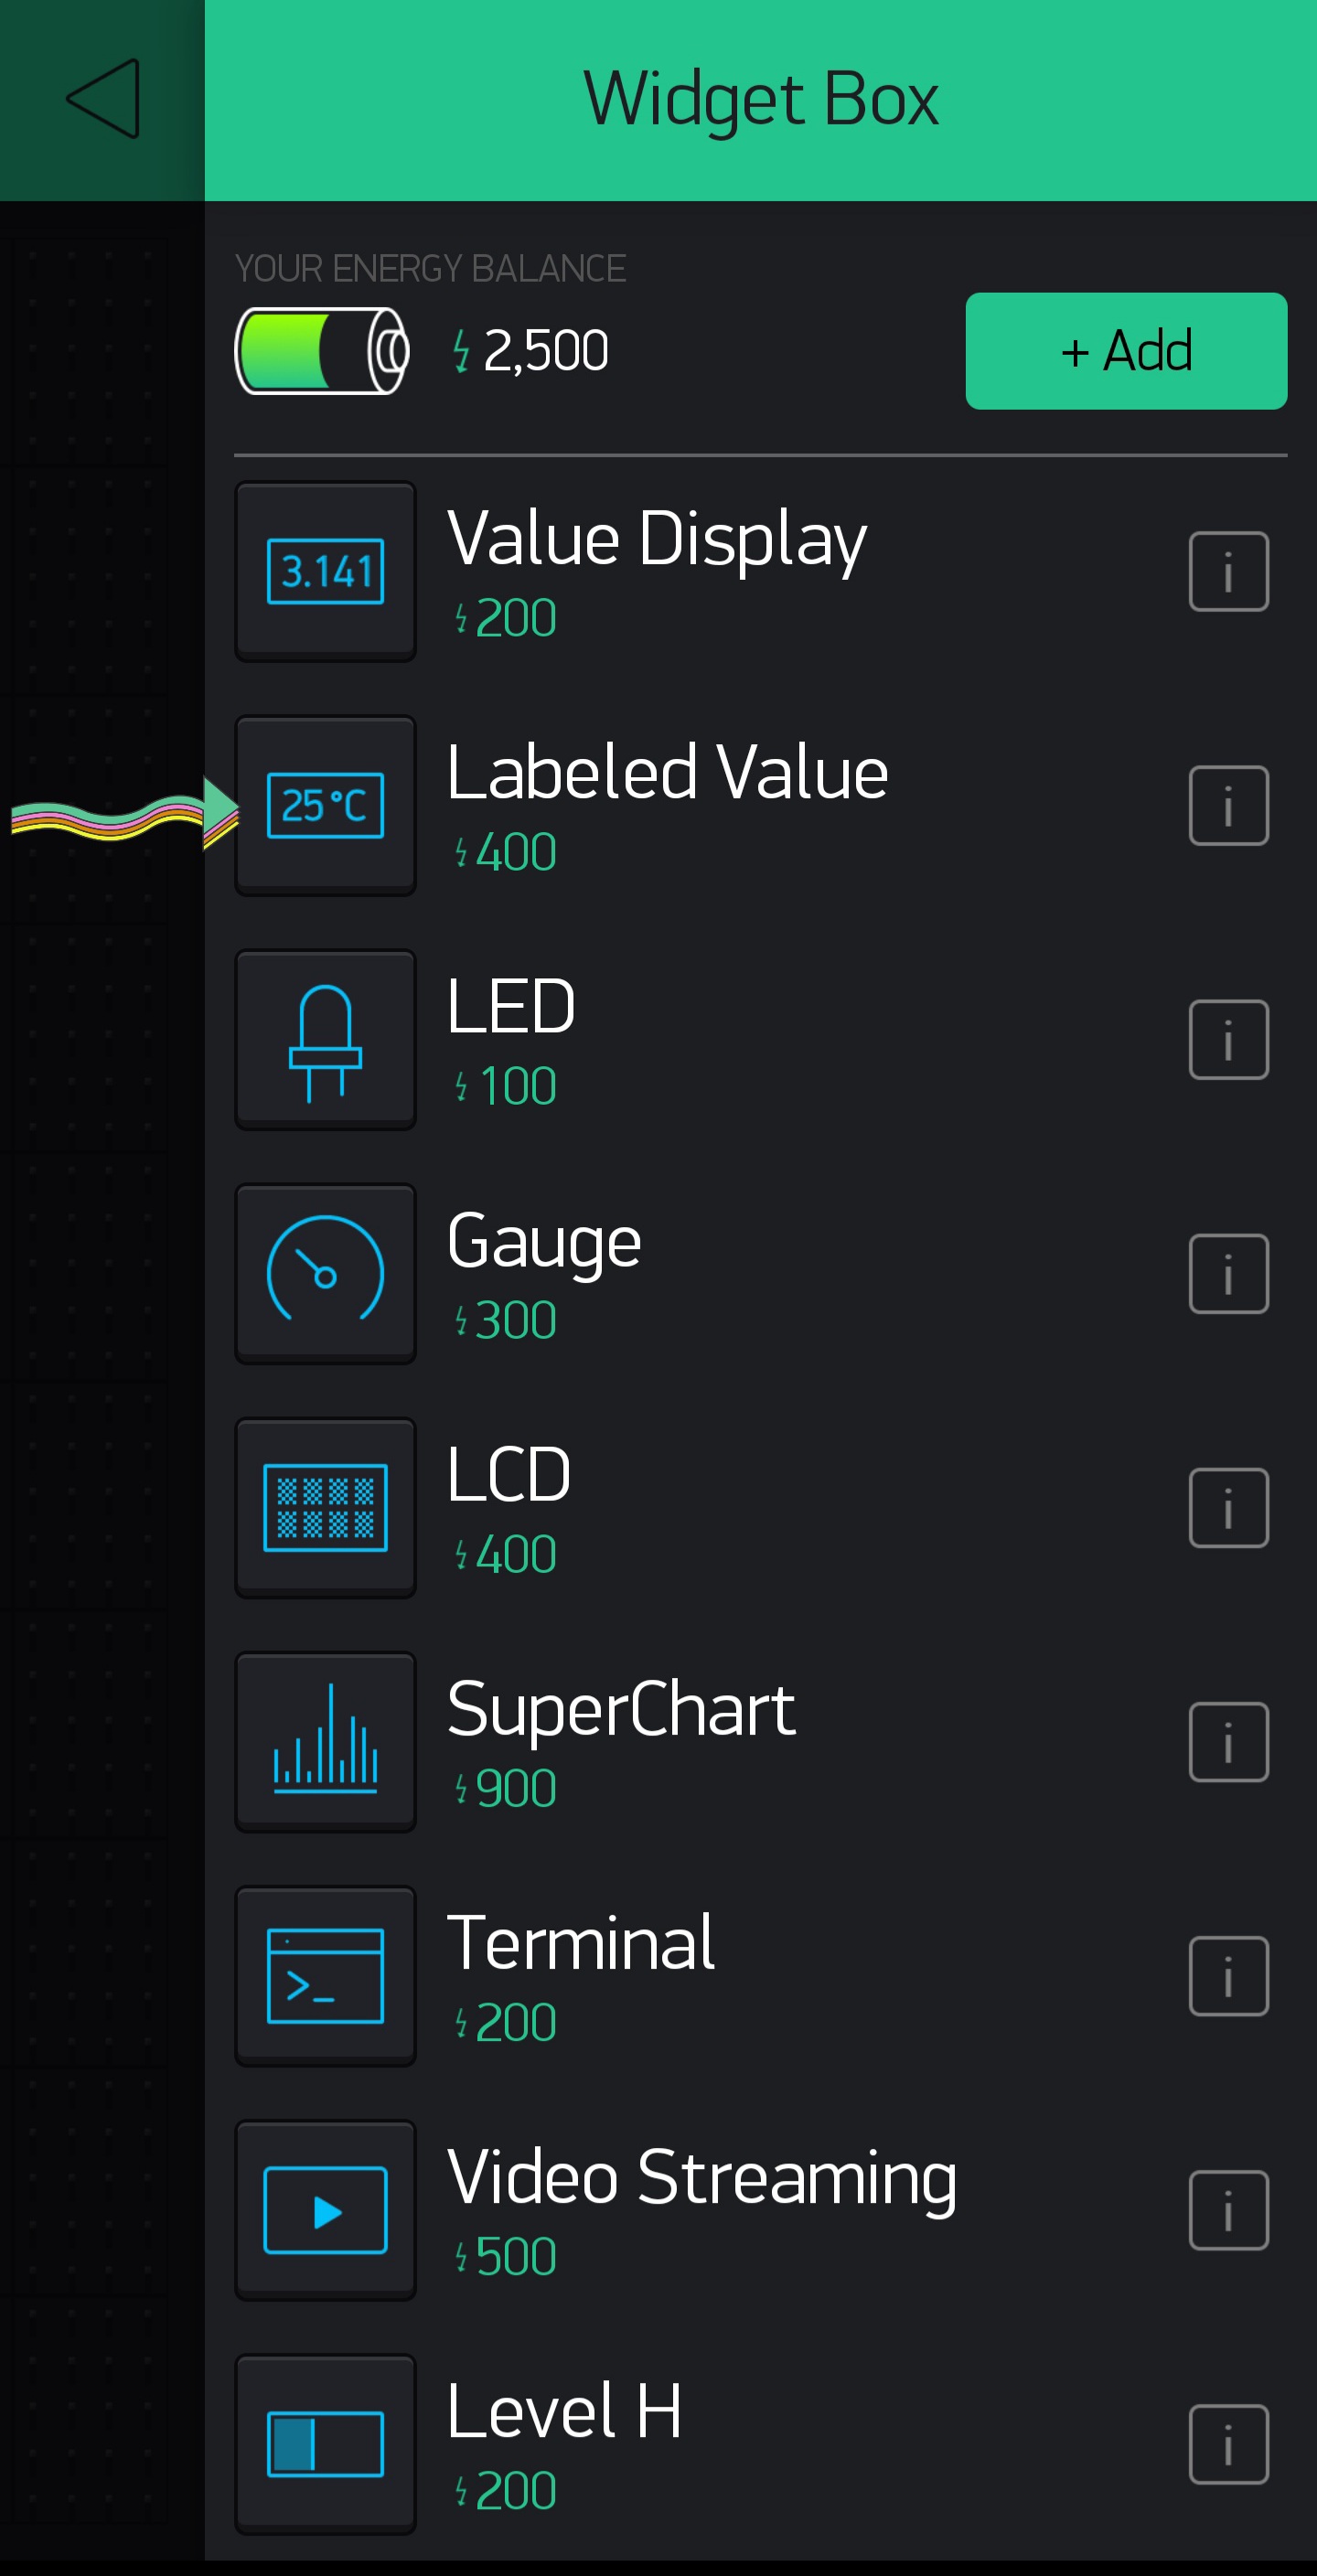 Widget Box
YOUR ENERGY BALANCE
2,500
+ Add
3.141
Value Display
200
i
25°C
Labeled Value
400
i
LED
100
i
Gauge
300
i
LCD
400
i
SuperChart
900
i
>_
Terminal
200
i
Video Streaming
500
i
Level H
200
i